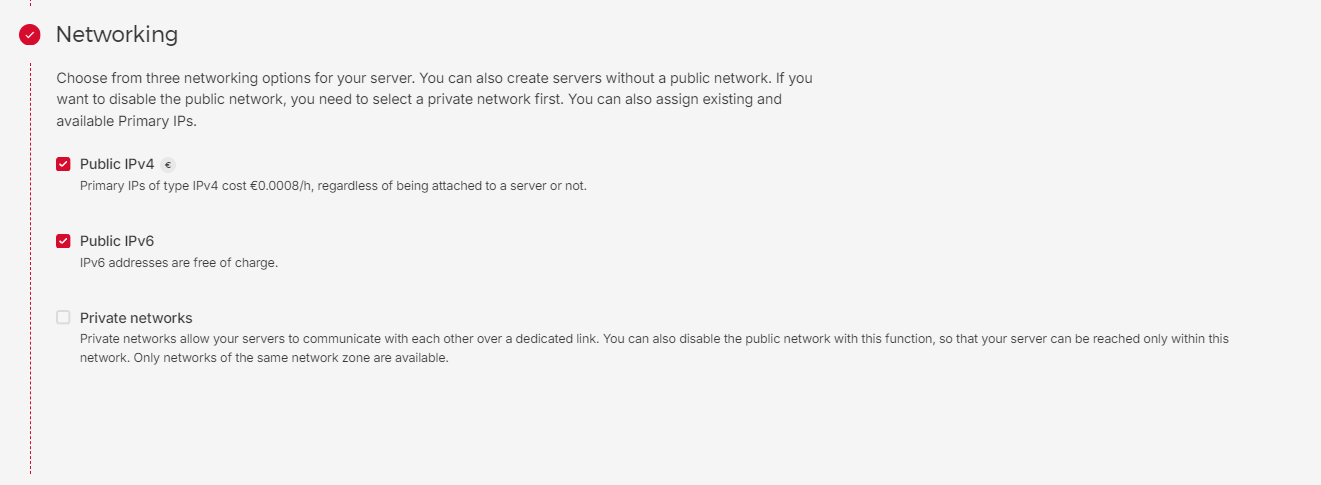 Networking
Choose from three networking options for your server. You can also create servers without a public network. If you
want to disable the public network, you need to select a private network first. You can also assign existing and
available Primary IPs.
Public IPv4 €
Primary IPs of type IPv4 cost €0.0008/h, regardless of being attached to a server or not.
Public IPv6
IPv6 addresses are free of charge.
Private networks
Private networks allow your servers to communicate with each other over a dedicated link. You can also disable the public network with this function, so that your server can be reached only within this
network. Only networks of the same network zone are available.